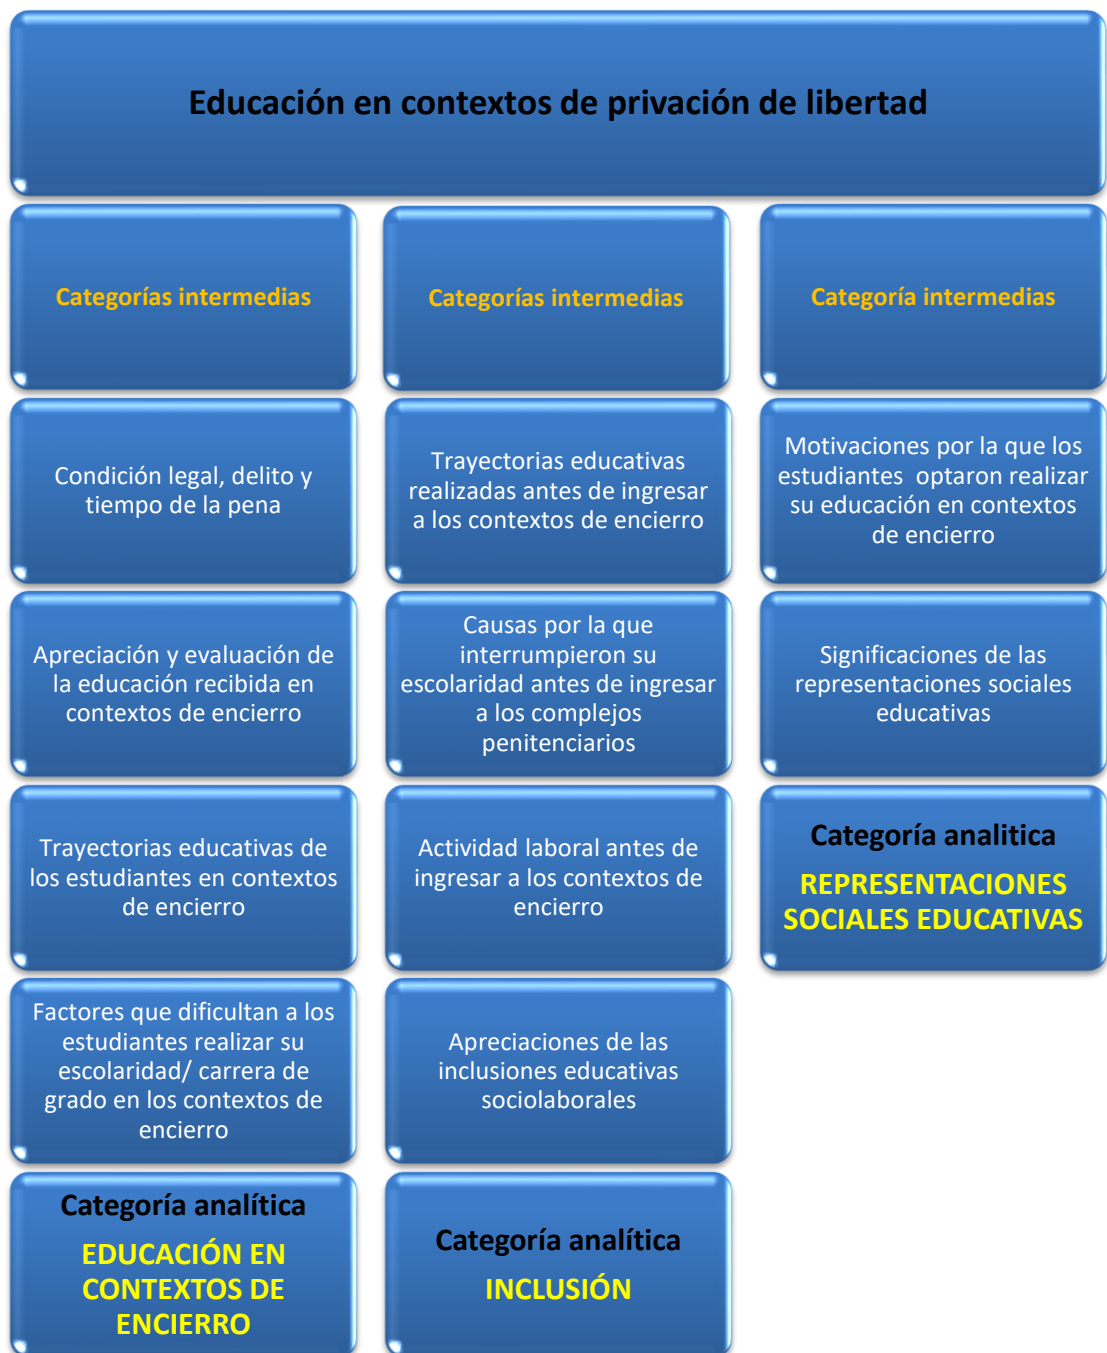 Educación en contextos de privación de libertad
Categorías intermedias
Condición legal, delito y
tiempo de la pena
Apreciación y evaluación de
la educación recibida en
contextos de encierro
Trayectorias educativas de
los estudiantes en contextos
de encierro
Factores que dificultan a los
estudiantes realizar su
escolaridad/ carrera de
grado en los contextos de
encierro
Categoría analítica
EDUCACIÓN EN
CONTEXTOS DE
ENCIERRO
Categorías intermedias
Trayectorias educativas
realizadas antes de ingresar
a los contextos de encierro
Causas por la que
interrumpieron su
escolaridad antes de ingresar
a los complejos
penitenciarios
Actividad laboral antes de
ingresar a los contextos de
encierro
Apreciaciones de las
inclusiones educativas
sociolaborales
Categoría analítica
INCLUSIÓN
Categoría intermedias
Motivaciones por la que los
estudiantes optaron realizar
su educación en contextos
de encierro
Significaciones de las
representaciones sociales
educativas
Categoría analitica
REPRESENTACIONES
SOCIALES EDUCATIVAS